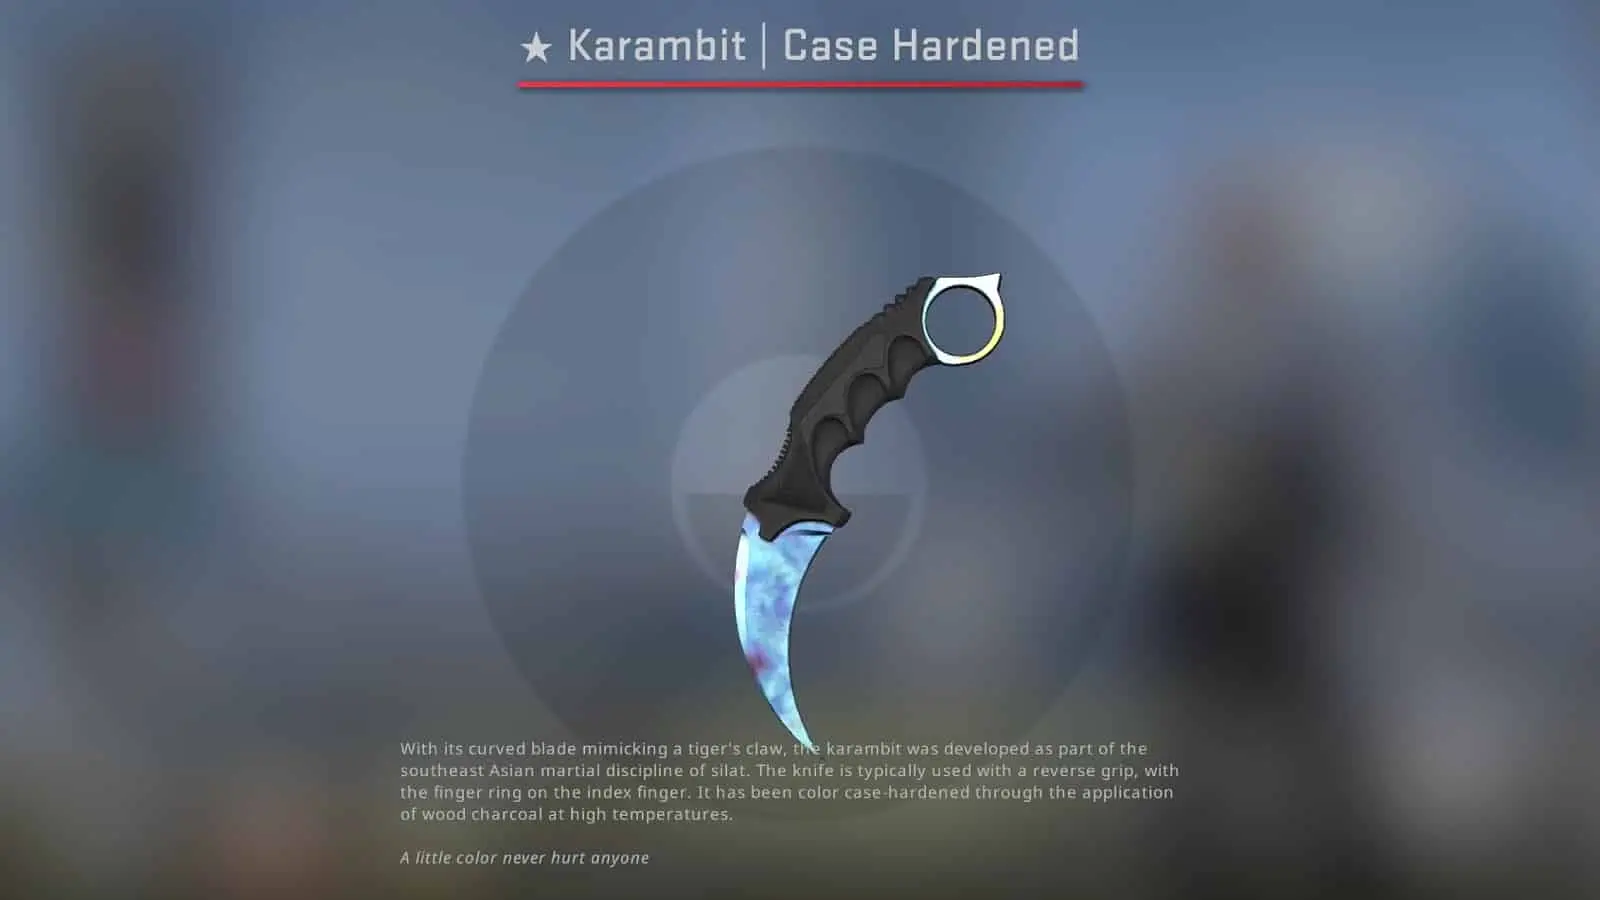 ★ Karambit | Case Hardened
With its curved blade mimicking a tiger's claw, the karambit was developed as part of the
southeast Asian martial discipline of silat. The knife is typically used with a reverse grip, with
the finger ring on the index finger. It has been color case-hardened through the application
of wood charcoal at high temperatures.
A little color never hurt anyone